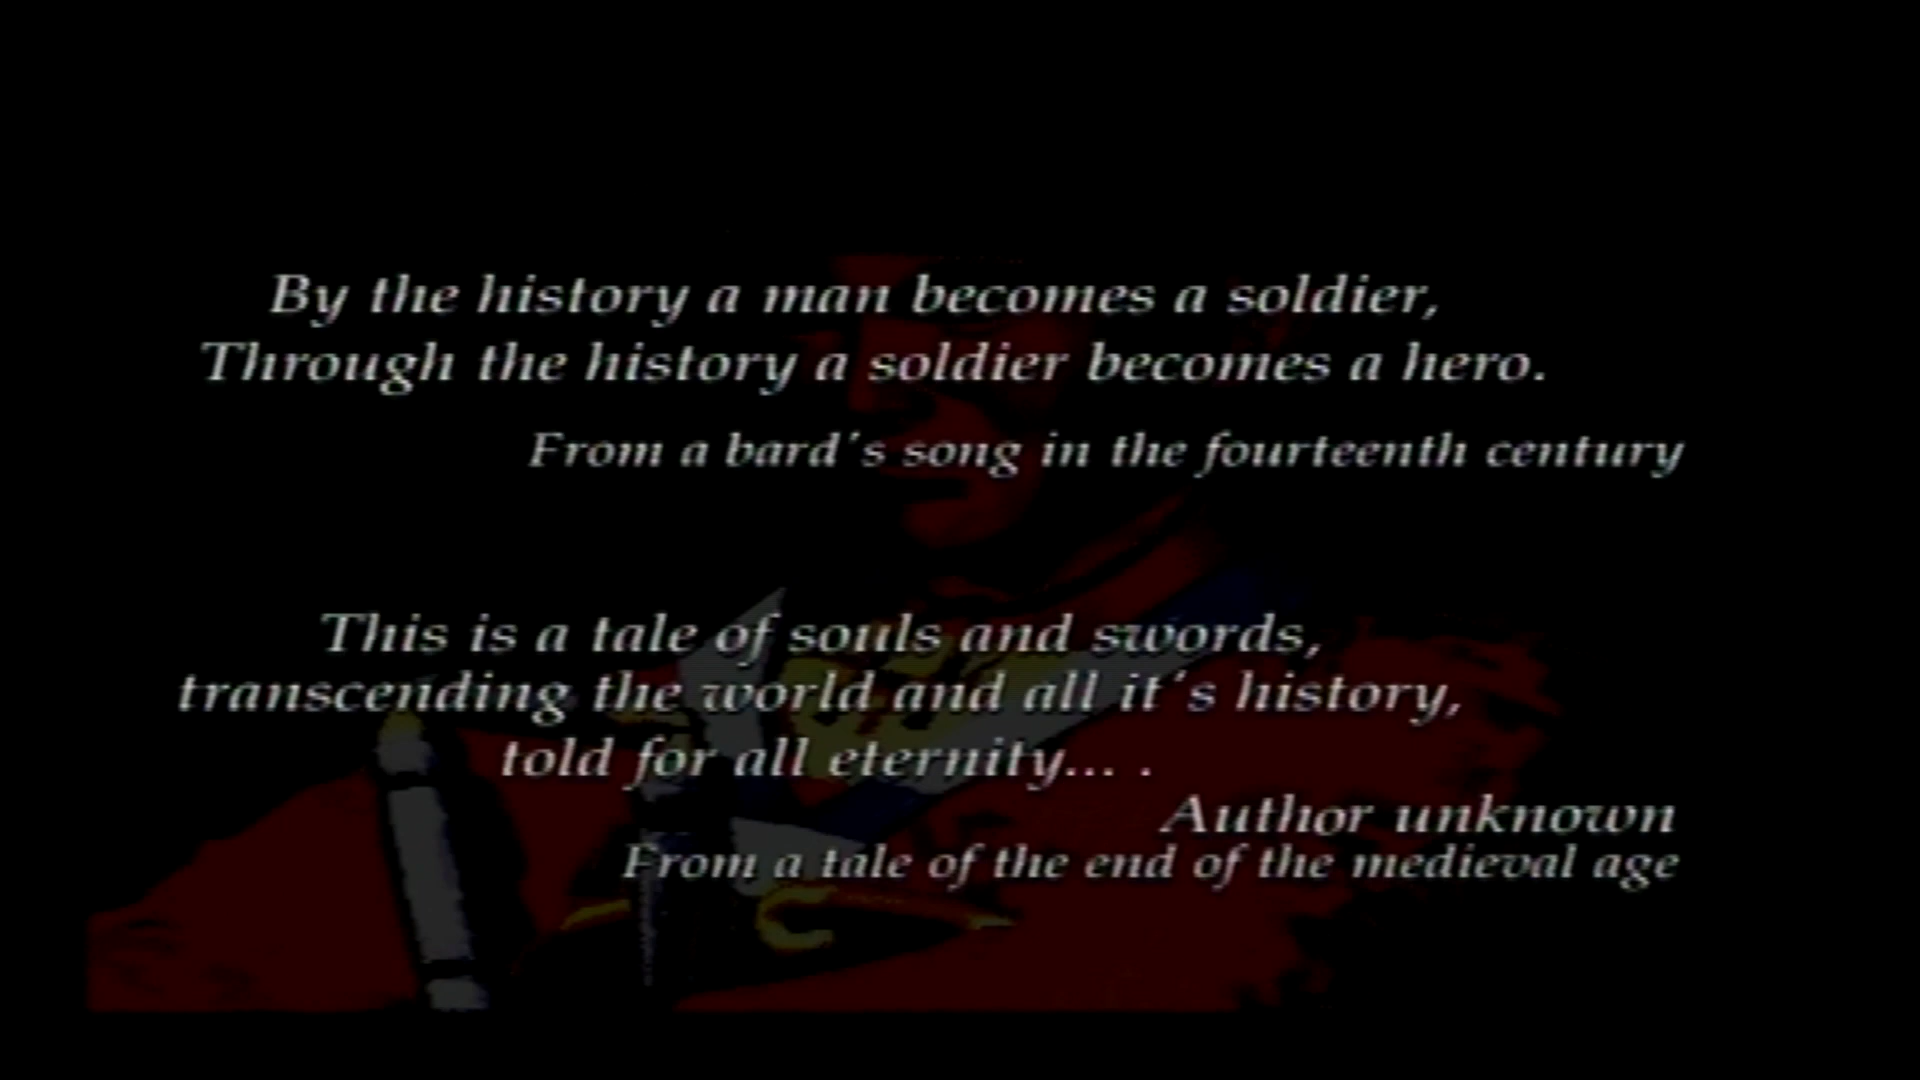 By the history a man becomes a soldier,
Through the history a soldier becomes a hero.
From a bard's song in the fourteenth century
This is a tale of souls and swords,
transcending the world and all it's history,
told for all eternity... .
Author unknown
From a tale of the end of the medieval age